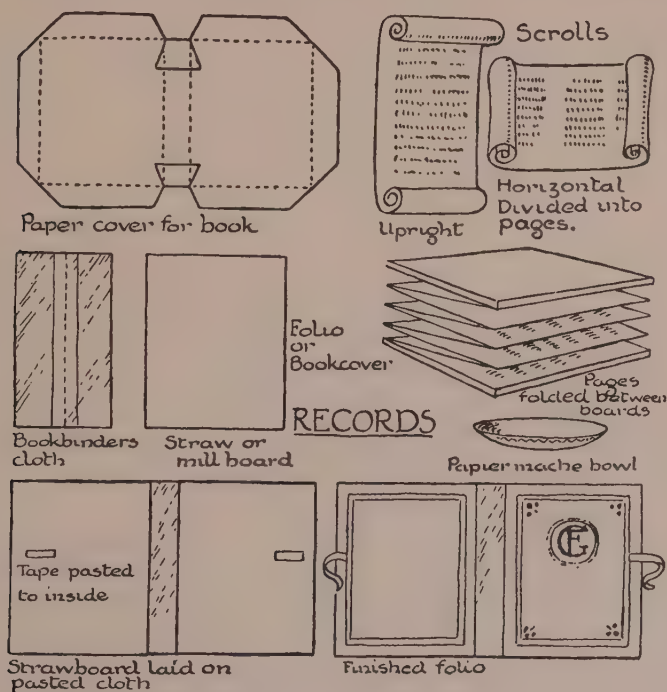 Scrolls
Paper cover for book
Upright
Horizontal
Divided into
pages.
Folio
or
Bookcover
Pages
folded between
boards
RECORDS
Bookbinders
cloth
Straw or
mill board
Papier mache bowl
Tape pasted
to inside
CF
Strawboard laid on
pasted cloth
Finished folio